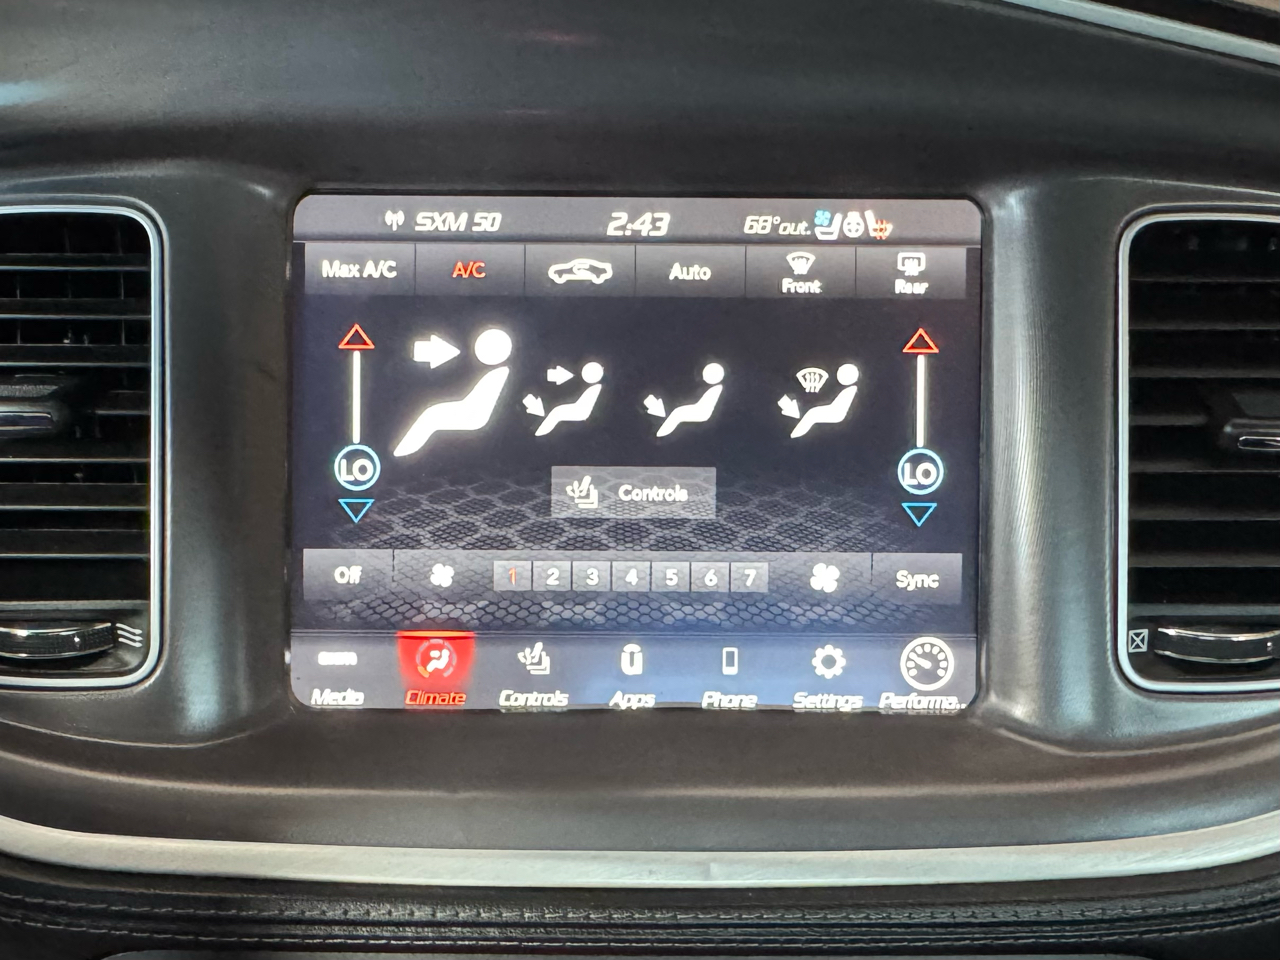 SXM 50 2:43 68°out.
Max A/C A/C Auto Front Rear
LO LO
Controls
Off 1 2 3 4 5 6 7 Sync
Media Climate Controls Apps Phone Settings Performa..